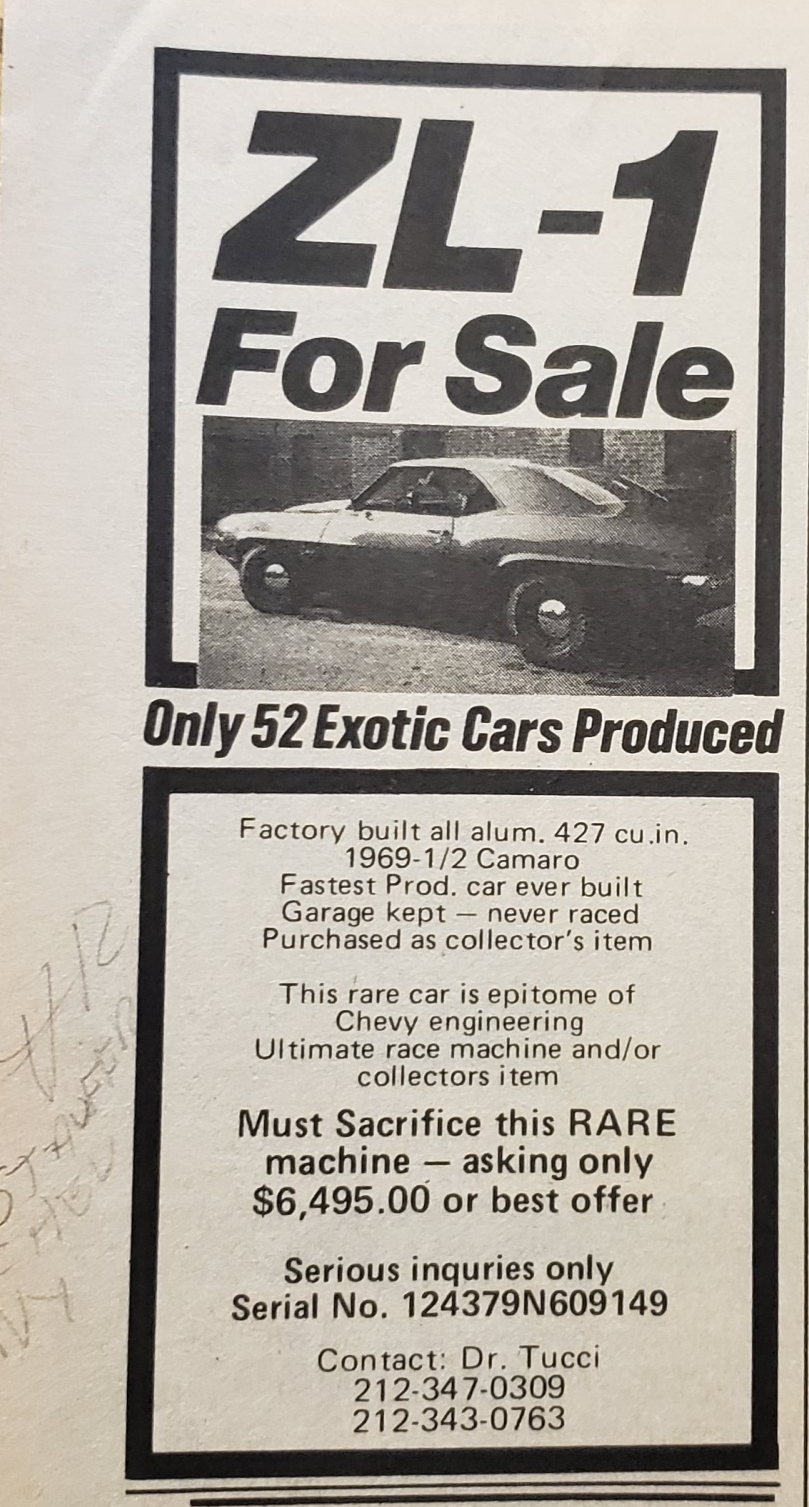 ZL-1
For Sale
Only 52 Exotic Cars Produced
Factory built all alum. 427 cu.in.
1969-1/2 Camaro
Fastest Prod. car ever built
Garage kept — never raced
Purchased as collector's item
This rare car is epitome of
Chevy engineering
Ultimate race machine and/or
collectors item
Must Sacrifice this RARE
machine — asking only
$6,495.00 or best offer
Serious inquries only
Serial No. 124379N609149
Contact: Dr. Tucci
212-347-0309
212-343-0763
#12
NY